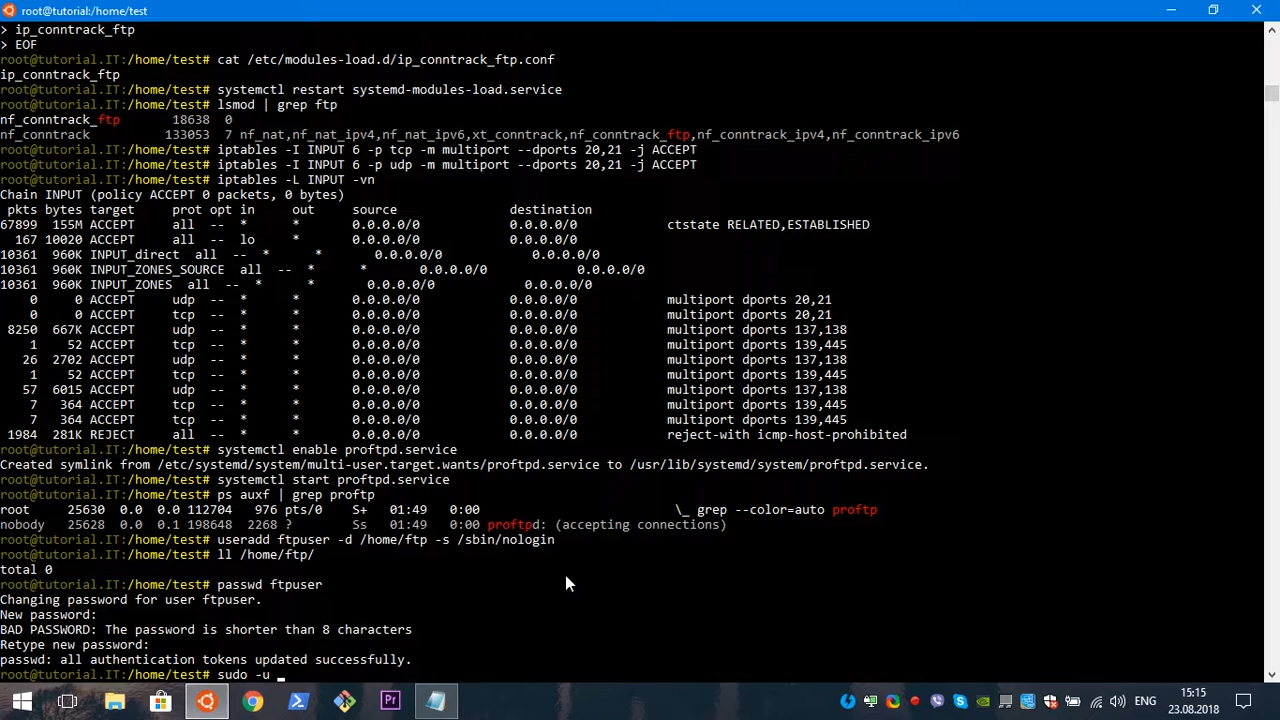 root@tutorial:/home/test
> ip_conntrack_ftp
> EOF
root@tutorial.IT:/home/test# cat /etc/modules-load.d/ip_conntrack_ftp.conf
ip_conntrack_ftp
root@tutorial.IT:/home/test# systemctl restart systemd-modules-load.service
root@tutorial.IT:/home/test# lsmod | grep ftp
nf_conntrack_ftp       18638  0
nf_conntrack          133053  7 nf_nat,nf_nat_ipv4,nf_nat_ipv6,xt_conntrack,nf_conntrack_ftp,nf_conntrack_ipv4,nf_conntrack_ipv6
root@tutorial.IT:/home/test# iptables -I INPUT 6 -p tcp -m multiport --dports 20,21 -j ACCEPT
root@tutorial.IT:/home/test# iptables -I INPUT 6 -p udp -m multiport --dports 20,21 -j ACCEPT
root@tutorial.IT:/home/test# iptables -L INPUT -vn
Chain INPUT (policy ACCEPT 0 packets, 0 bytes)
 pkts bytes target     prot opt in     out     source               destination
67899  155M ACCEPT     all  --  *      *       0.0.0.0/0            0.0.0.0/0            ctstate RELATED,ESTABLISHED
  167 10020 ACCEPT     all  --  lo     *       0.0.0.0/0            0.0.0.0/0
10361  960K INPUT_direct  all  --  *      *       0.0.0.0/0            0.0.0.0/0
10361  960K INPUT_ZONES_SOURCE  all  --  *      *       0.0.0.0/0            0.0.0.0/0
10361  960K INPUT_ZONES  all  --  *      *       0.0.0.0/0            0.0.0.0/0
    0     0 ACCEPT     udp  --  *      *       0.0.0.0/0            0.0.0.0/0            multiport dports 20,21
    0     0 ACCEPT     tcp  --  *      *       0.0.0.0/0            0.0.0.0/0            multiport dports 20,21
 8250  667K ACCEPT     udp  --  *      *       0.0.0.0/0            0.0.0.0/0            multiport dports 137,138
    1    52 ACCEPT     tcp  --  *      *       0.0.0.0/0            0.0.0.0/0            multiport dports 139,445
   26  2702 ACCEPT     udp  --  *      *       0.0.0.0/0            0.0.0.0/0            multiport dports 137,138
    1    52 ACCEPT     tcp  --  *      *       0.0.0.0/0            0.0.0.0/0            multiport dports 139,445
   57  6015 ACCEPT     udp  --  *      *       0.0.0.0/0            0.0.0.0/0            multiport dports 137,138
    7   364 ACCEPT     tcp  --  *      *       0.0.0.0/0            0.0.0.0/0            multiport dports 139,445
    7   364 ACCEPT     tcp  --  *      *       0.0.0.0/0            0.0.0.0/0            multiport dports 139,445
 1984  281K REJECT     all  --  *      *       0.0.0.0/0            0.0.0.0/0            reject-with icmp-host-prohibited
root@tutorial.IT:/home/test# systemctl enable proftpd.service
Created symlink from /etc/systemd/system/multi-user.target.wants/proftpd.service to /usr/lib/systemd/system/proftpd.service.
root@tutorial.IT:/home/test# systemctl start proftpd.service
root@tutorial.IT:/home/test# ps auxf | grep proftp
root     25630  0.0  0.0 112704   976 pts/0    S+   01:49   0:00                          \_ grep --color=auto proftp
nobody   25628  0.0  0.1 198648  2268 ?        Ss   01:49   0:00 proftpd: (accepting connections)
root@tutorial.IT:/home/test# useradd ftpuser -d /home/ftp -s /sbin/nologin
root@tutorial.IT:/home/test# ll /home/ftp/
total 0
root@tutorial.IT:/home/test# passwd ftpuser
Changing password for user ftpuser.
New password:
BAD PASSWORD: The password is shorter than 8 characters
Retype new password:
passwd: all authentication tokens updated successfully.
root@tutorial.IT:/home/test# sudo -u _
Pr
ENG
15:15
23.08.2018